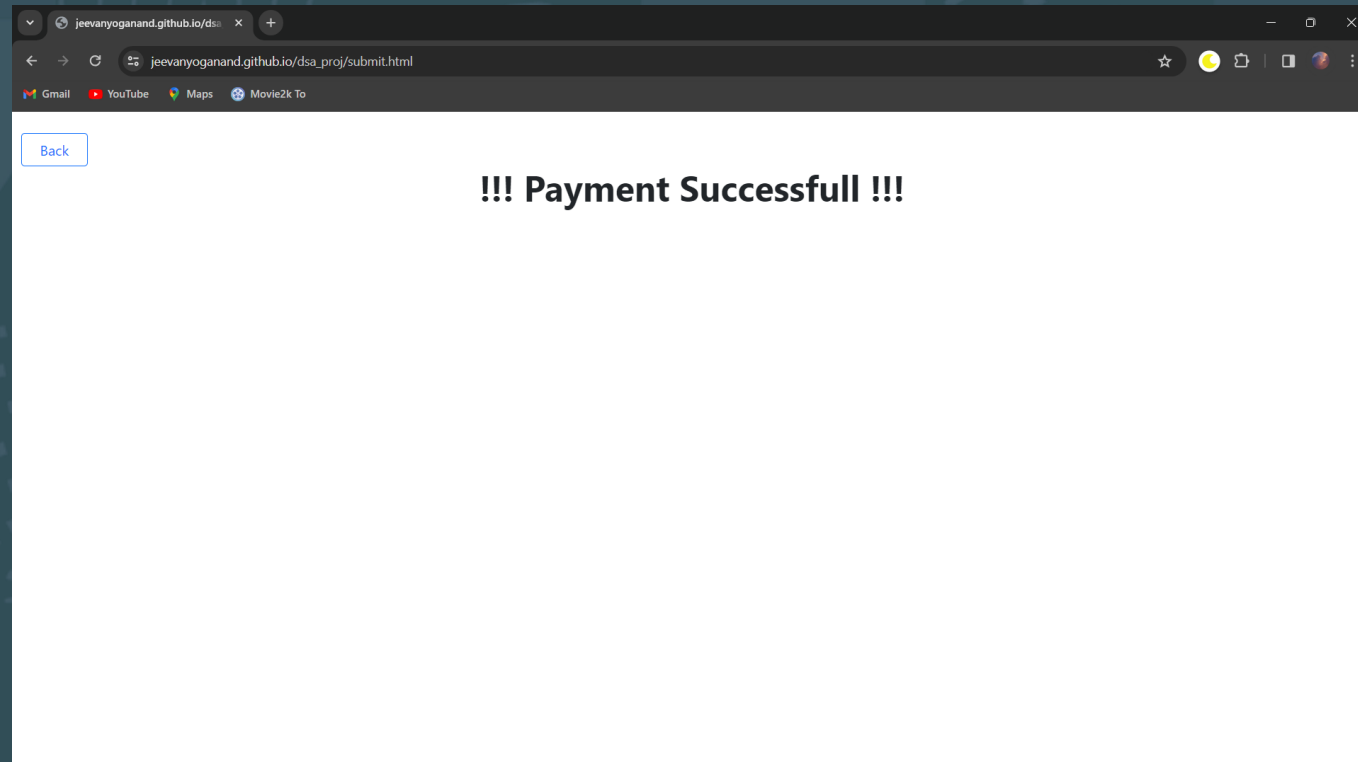 jeevanyoganand.github.io/dsa
jeevanyoganand.github.io/dsa_proj/submit.html
Gmail YouTube Maps Movie2k To
Back
!!! Payment Successfull !!!